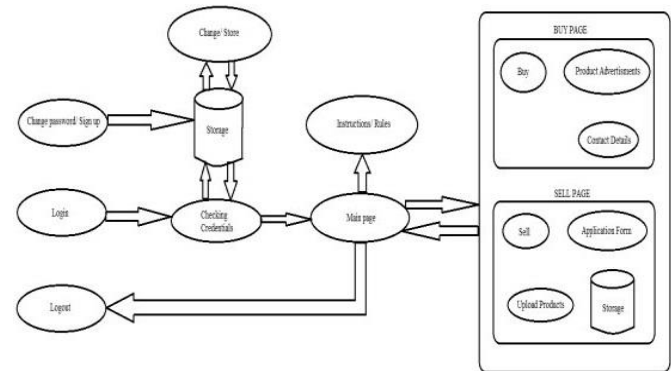 Change/ Store
BUY PAGE
Buy
Product Advertisments
Change password/ Sign up
Storage
Instructions/ Rules
Contact Details
SELL PAGE
Login
Checking
Credentials
Main page
Sell
Application Form
Logout
Upload Products
Storage